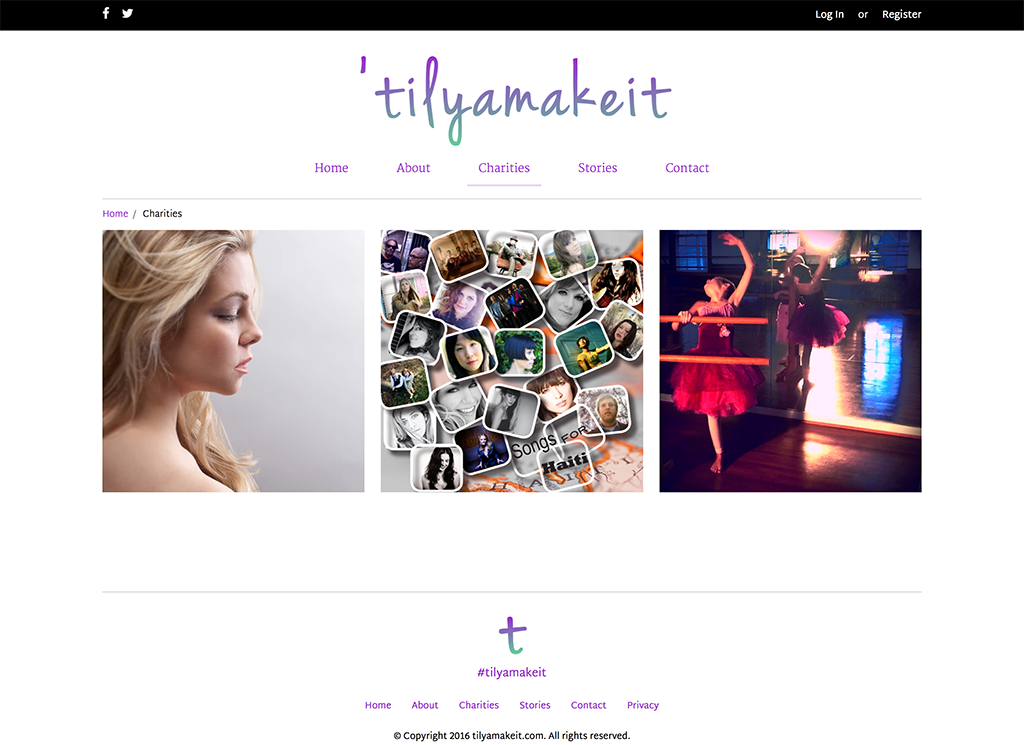 Log In or Register
'tilyamakeit
Home About Charities Stories Contact
Home / Charities
Songs FOR
Haiti
t
#tilyamakeit
Home About Charities Stories Contact Privacy
© Copyright 2016 tilyamakeit.com. All rights reserved.